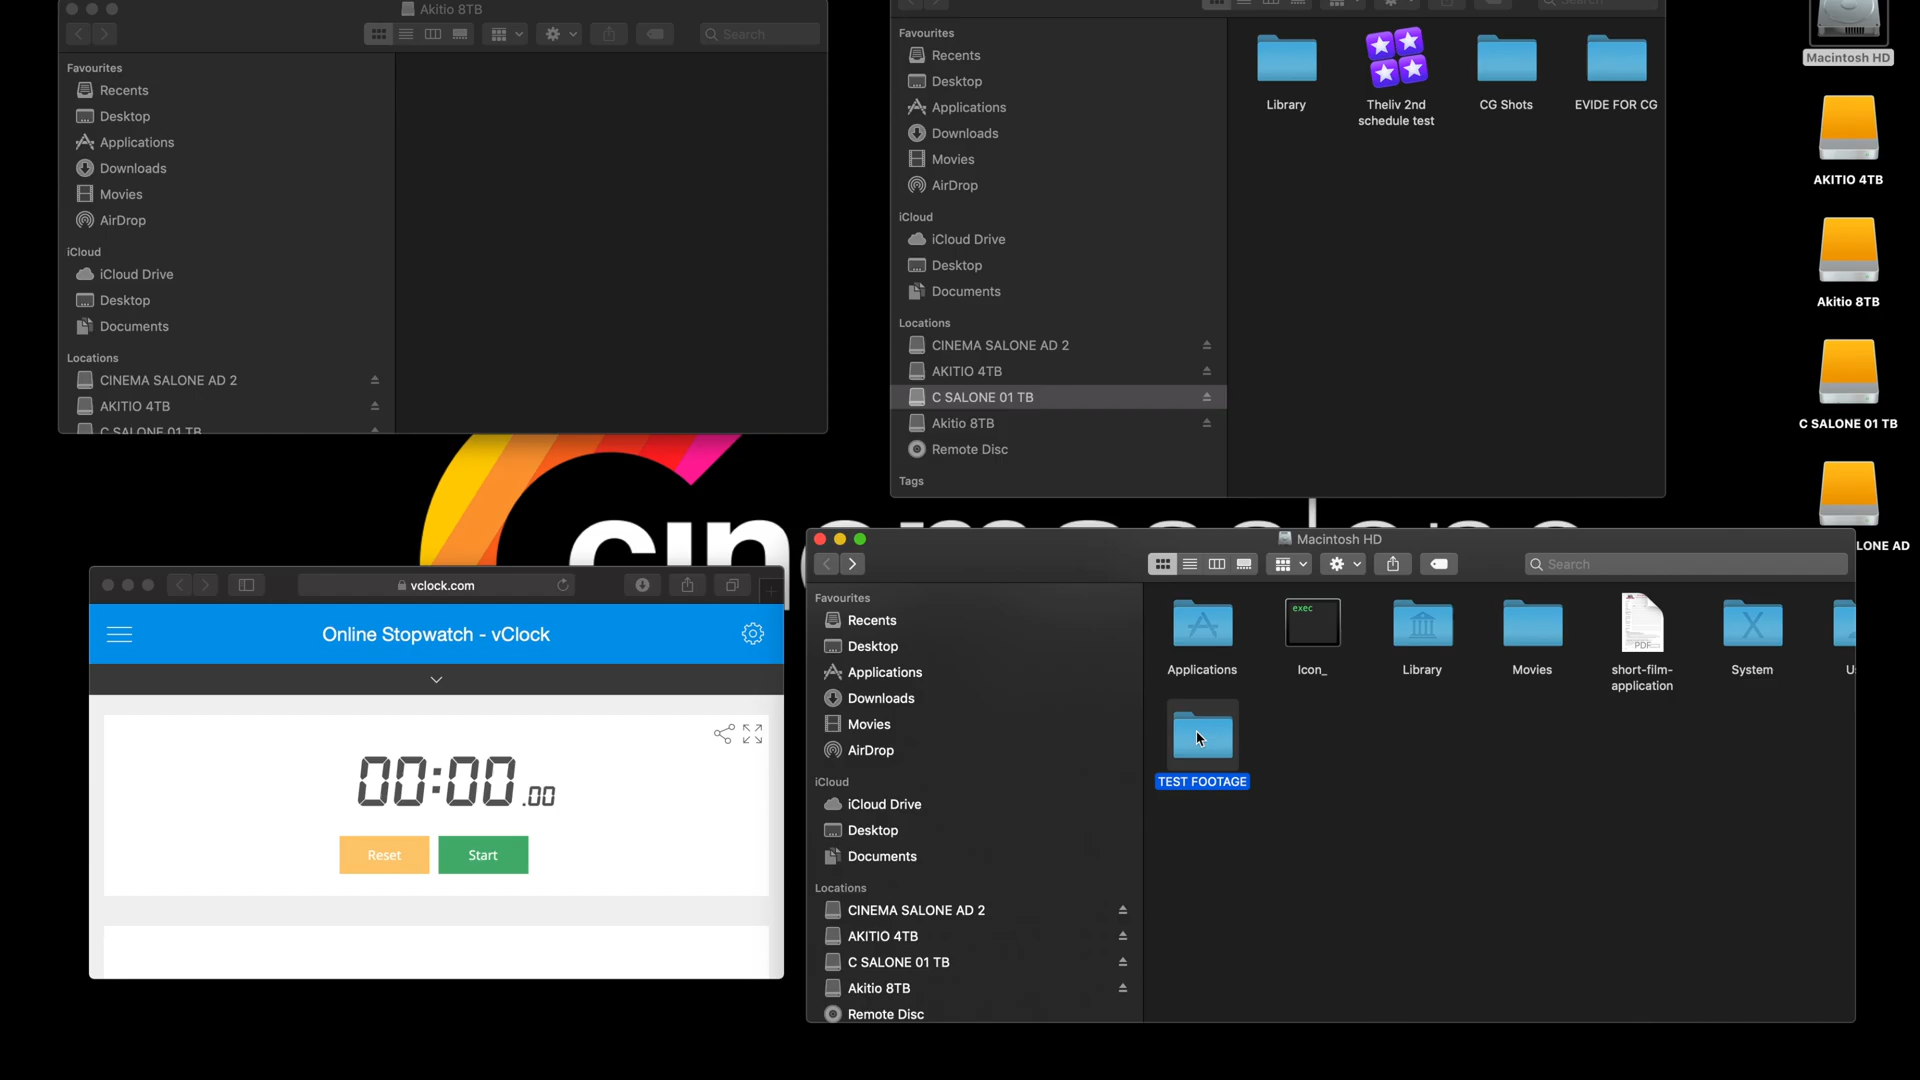 Akitio 8TB
Search
Favourites
Recents
Desktop
Applications
Downloads
Movies
AirDrop
iCloud
iCloud Drive
Desktop
Documents
Locations
CINEMA SALONE AD 2
AKITIO 4TB
C SALONE 01 TB
Search
Favourites
Recents
Desktop
Applications
Downloads
Movies
AirDrop
iCloud
iCloud Drive
Desktop
Documents
Locations
CINEMA SALONE AD 2
AKITIO 4TB
C SALONE 01 TB
Akitio 8TB
Remote Disc
Tags
Library
Theliv 2nd
schedule test
CG Shots
EVIDE FOR CG
Macintosh HD
AKITIO 4TB
Akitio 8TB
C SALONE 01 TB
LONE AD
vclock.com
Online Stopwatch - vClock
00:00.00
Reset
Start
Macintosh HD
Search
Favourites
Recents
Desktop
Applications
Downloads
Movies
AirDrop
iCloud
iCloud Drive
Desktop
Documents
Locations
CINEMA SALONE AD 2
AKITIO 4TB
C SALONE 01 TB
Akitio 8TB
Remote Disc
Applications
exec
Icon_
Library
Movies
PDF
short-film-
application
System
TEST FOOTAGE